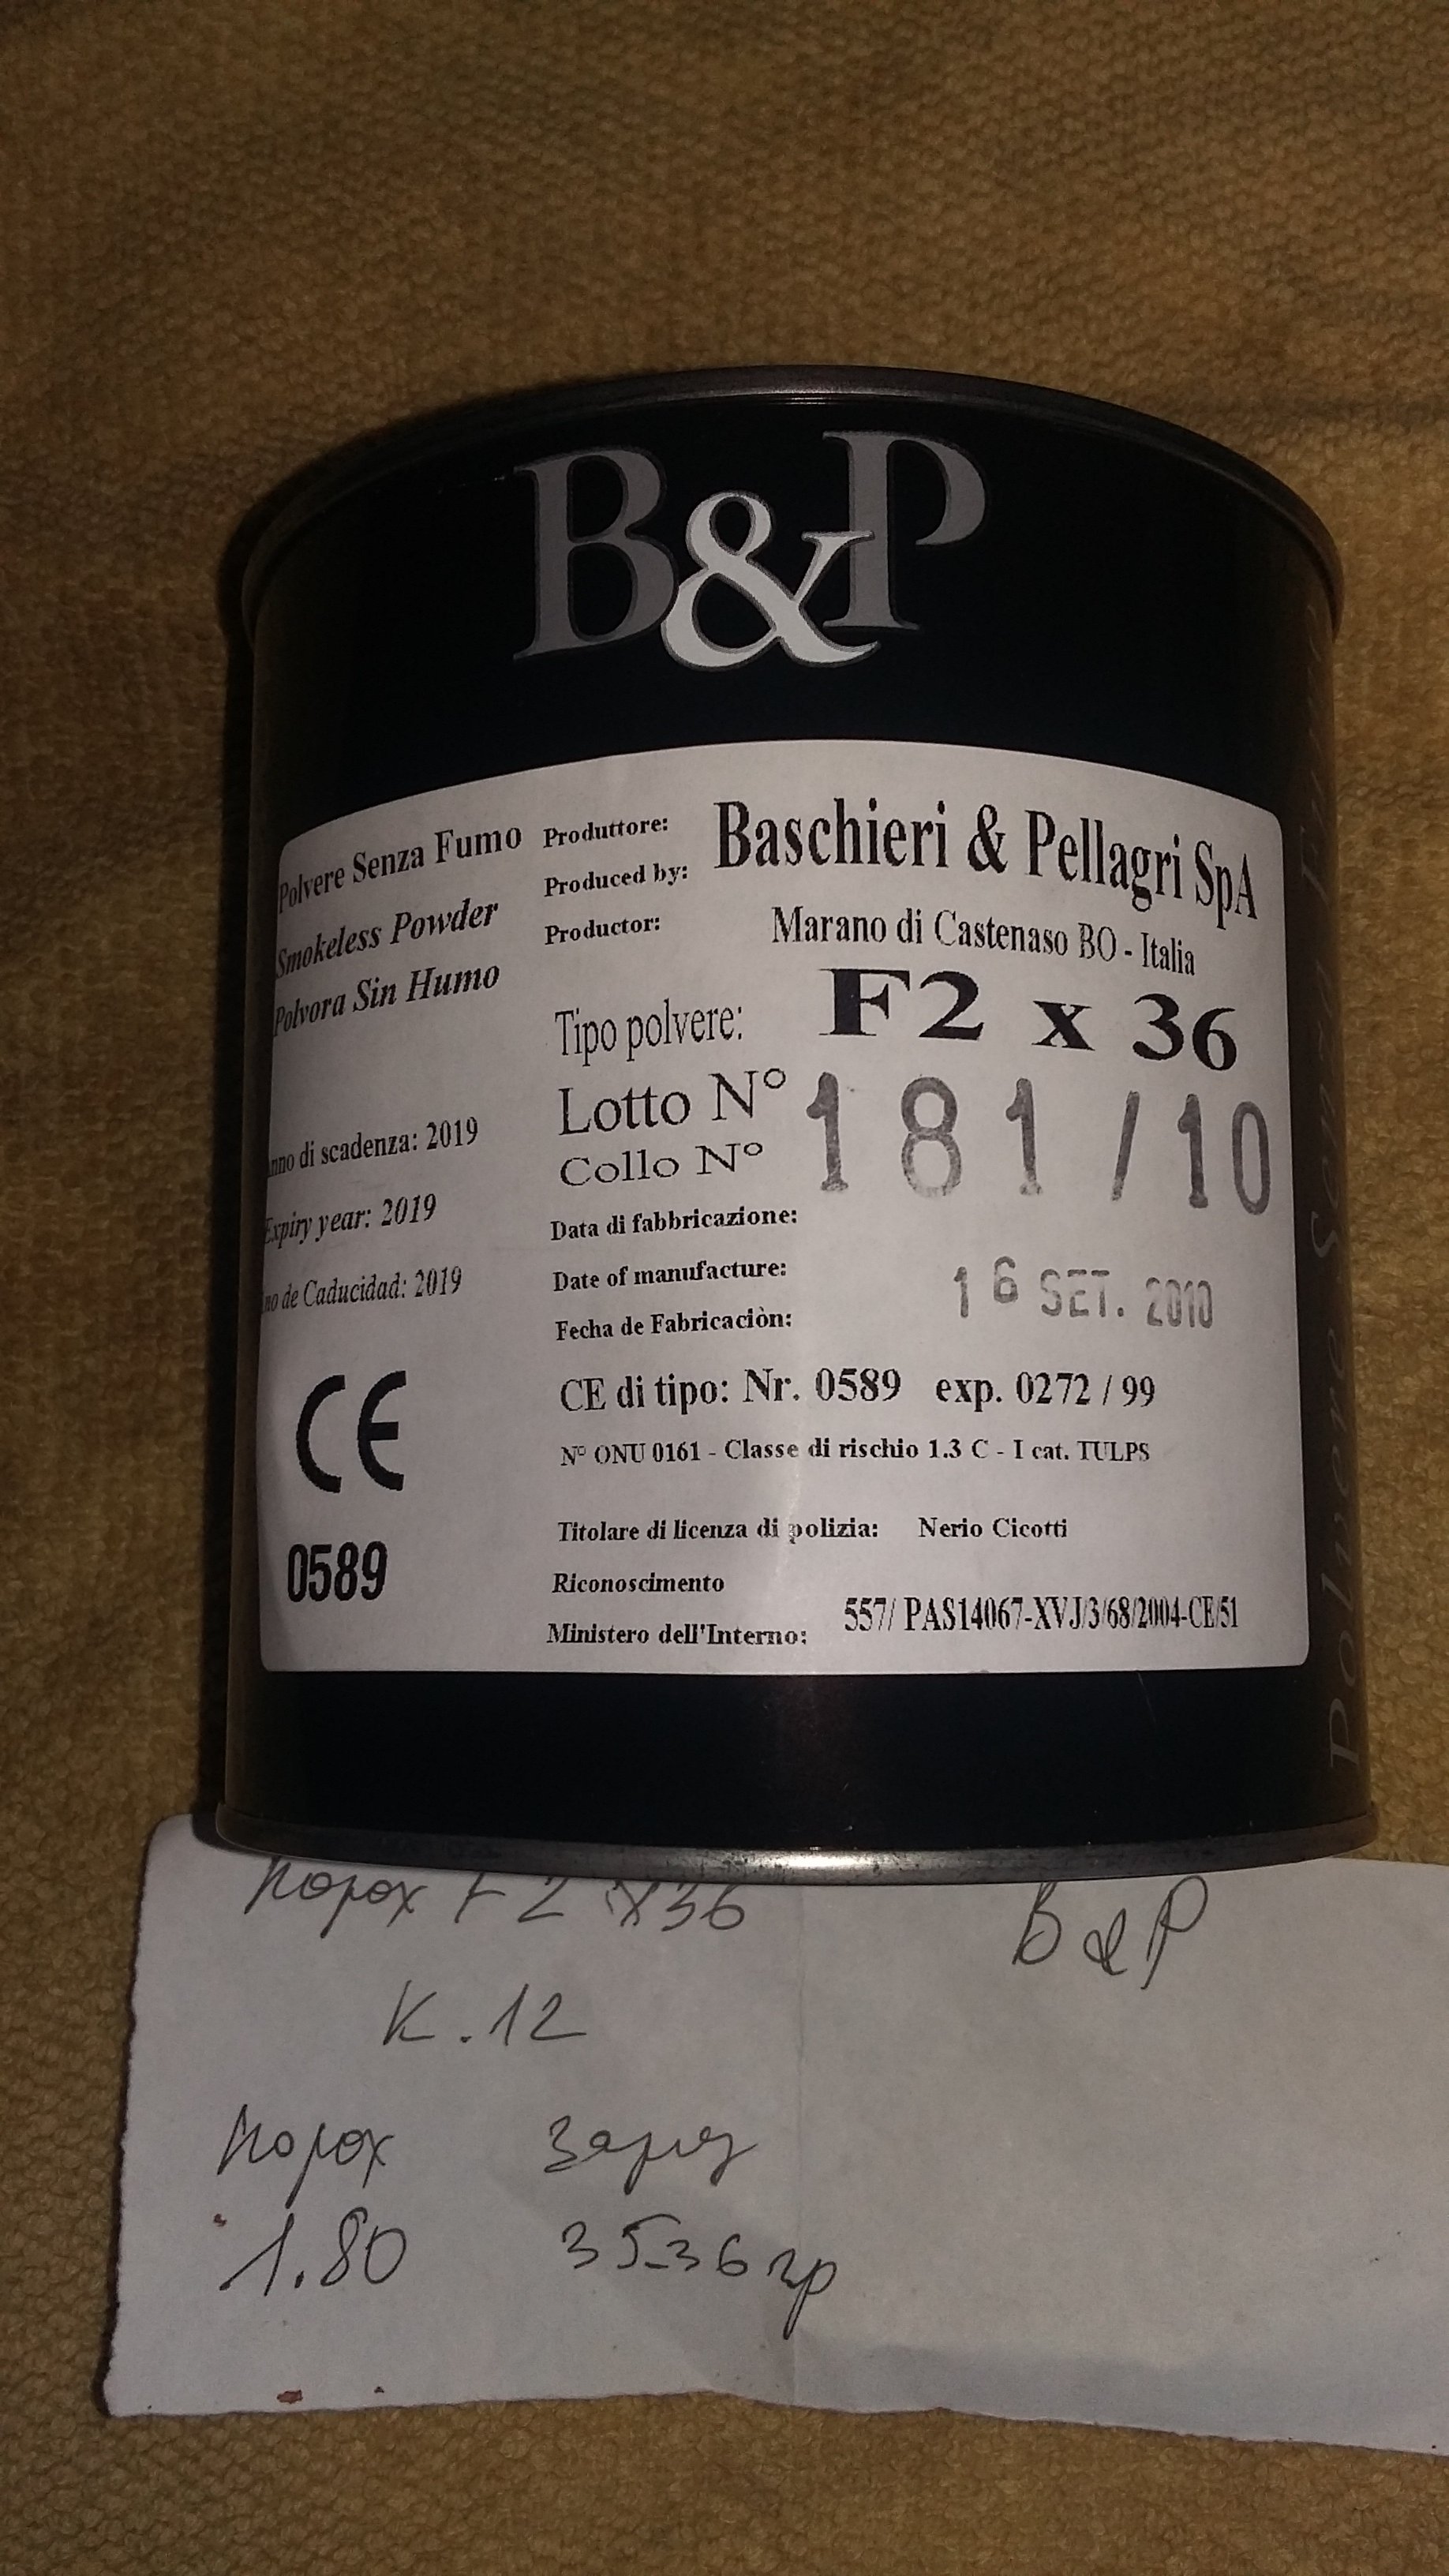 B&P
Polvere Senza Fumo
Smokeless Powder
Polvora Sin Humo
Produttore:
Produced by:
Productor:
Baschieri & Pellagri SpA
Marano di Castenaso BO - Italia
Tipo polvere: F2 x 36
Lotto N° 181/10
Collo N°
Anno di scadenza: 2019
Expiry year: 2019
no de Caducidad: 2019
Data di fabbricazione:
Date of manufacture:
Fecha de Fabricaciòn:
16 SET. 2010
CE di tipo: Nr. 0589 exp. 0272 / 99
N° ONU 0161 - Classe di rischio 1.3 C - I cat. TULPS
CE
0589
Titolare di licenza di polizia: Nerio Cicotti
Riconoscimento
Ministero dell'Interno: 557/ PAS14067-XVJ/3/68/2004-CE/51
Polvere Senza Fumo
порох F2 x36 B&P
К.12
порох заряд
1.80 35-36 гр